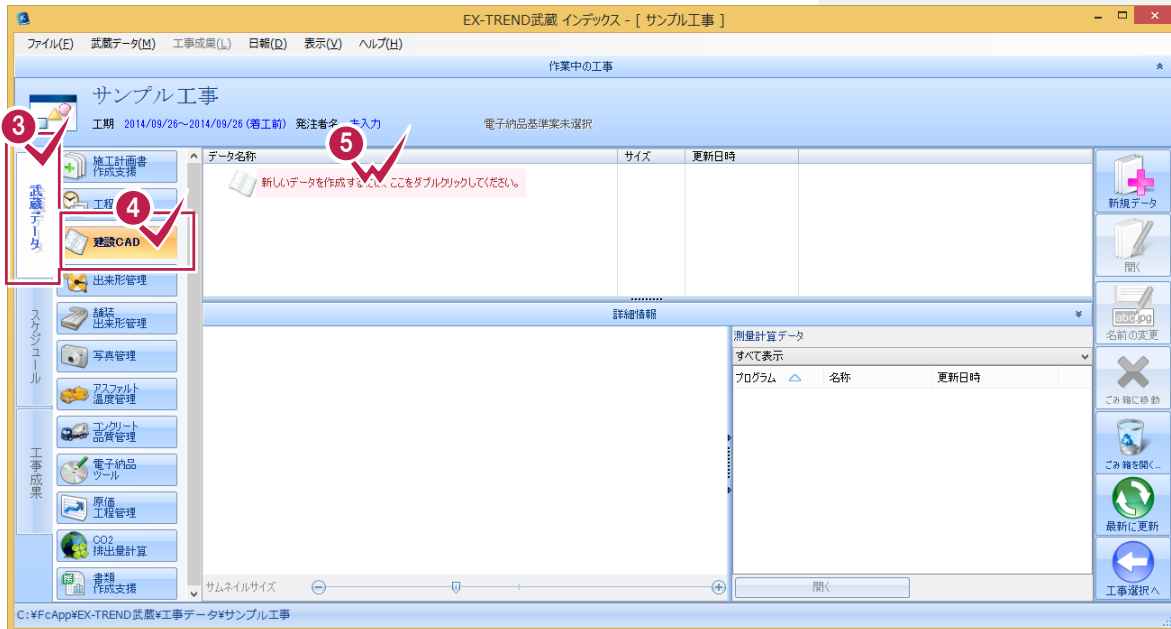 EX-TREND武蔵 インデックス - [ サンプル工事 ]
ファイル(F) 武蔵データ(M) 工事成果(L) 日報(D) 表示(V) ヘルプ(H)
作業中の工事
サンプル工事
工期 2014/09/26～2014/09/26 (着工前) 発注者名 未入力 電子納品基準案未選択
3
5
4
武蔵データ
スケジュール
工事成果
施工計画書
作成支援
工程
建設CAD
出来形管理
舗装
出来形管理
写真管理
アスファルト
温度管理
コンクリート
品質管理
電子納品
ツール
原価
工程管理
CO2
排出量計算
書類
作成支援
データ名称 サイズ 更新日時
新しいデータを作成する ここをダブルクリックしてください。
詳細情報
測量計算データ
すべて表示
プログラム 名称 更新日時
サムネイルサイズ
開く
新規データ
開く
abc.jpg
名前の変更
ごみ箱に移動
ごみ箱を開く...
最新に更新
工事選択へ
C:¥FcApp¥EX-TREND武蔵¥工事データ¥サンプル工事